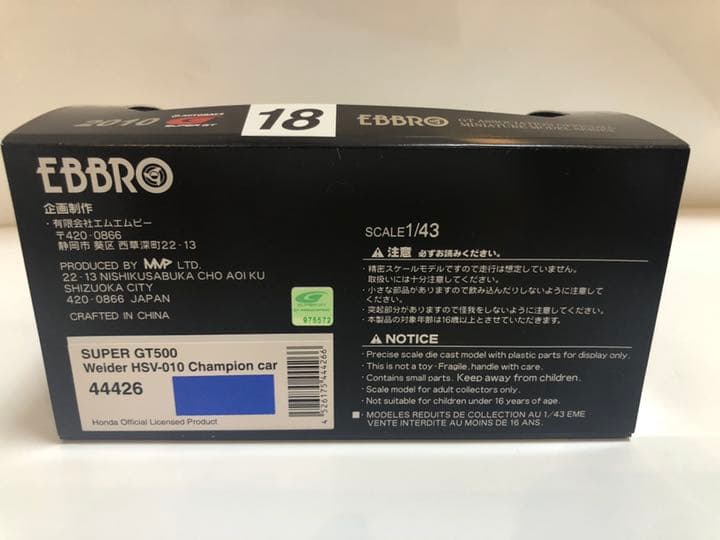 2010
AUTOBACS
SUPER GT
18
EBBRO
MINIATURE MODEL SERIES
EBBRO
企画制作
・有限会社エムエムピー
〒420-0866
静岡市 葵区 西草深町22-13
PRODUCED BY MMP LTD.
22-13 NISHIKUSABUKA CHO AOI KU
SHIZUOKA CITY
420-0866 JAPAN
CRAFTED IN CHINA
975572
SUPER GT500
Weider HSV-010 Champion car
44426
Honda Official Licensed Product
4 526175 444266
SCALE1/43
注意 必ずお読みください。
・精密スケールモデルですので走行は想定していません。
取扱いには十分注意してください。
・小さな部品がありますので飲み込んだりしないように注意して
ください。
・突起部分がありますので怪我をしないように注意してください。
・本製品の対象年齢は16歳以上とさせていただきます。
NOTICE
・Precise scale die cast model with plastic parts for display only.
・This is not a toy・Fragile, handle with care.
・Contains small parts. Keep away from children.
・Scale model for adult collectors only.
・Not suitable for children under 16 years of age.
■・MODELES REDUITS DE COLLECTION AU 1/43 EME
VENTE INTERDITE AU MOINS DE 16 ANS.